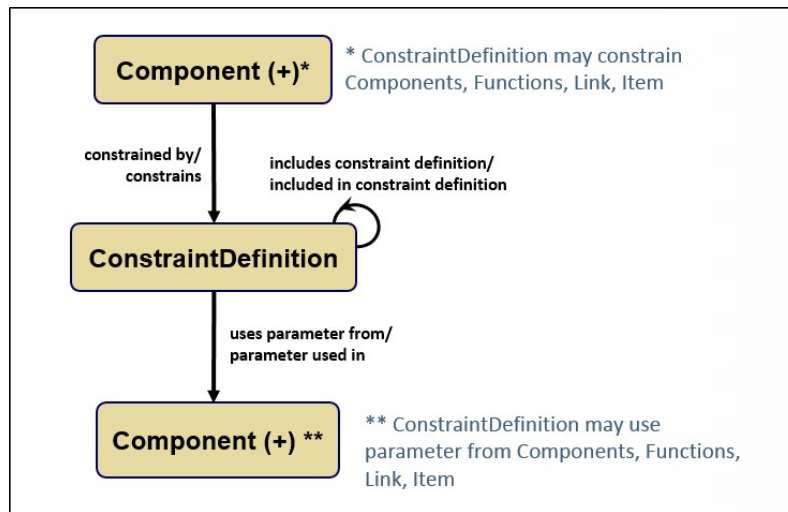 Component (+)*
* ConstraintDefinition may constrain
Components, Functions, Link, Item
constrained by/
constrains
includes constraint definition/
included in constraint definition
ConstraintDefinition
uses parameter from/
parameter used in
Component (+) **
** ConstraintDefinition may use
parameter from Components, Functions,
Link, Item